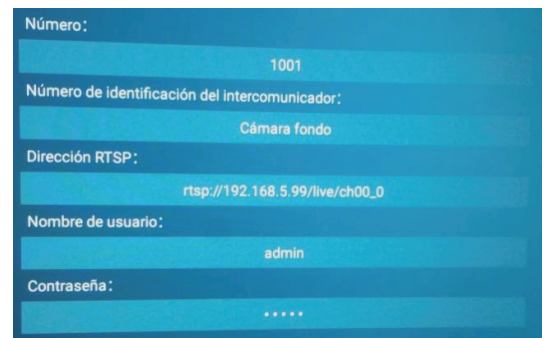 Número:
1001
Número de identificación del intercomunicador:
Cámara fondo
Dirección RTSP:
rtsp://192.168.5.99/live/ch00_0
Nombre de usuario:
admin
Contraseña:
•••••